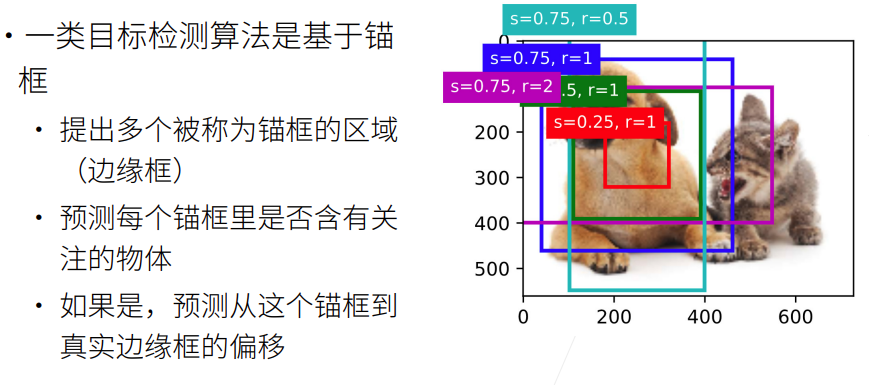 • 一类目标检测算法是基于锚
框
• 提出多个被称为锚框的区域
（边缘框）
• 预测每个锚框里是否含有关
注的物体
• 如果是，预测从这个锚框到
真实边缘框的偏移
s=0.75, r=0.5
0
s=0.75, r=1
s=0.75, r=2
.5, r=1
s=0.25, r=1
200
300
400
500
0
200
400
600